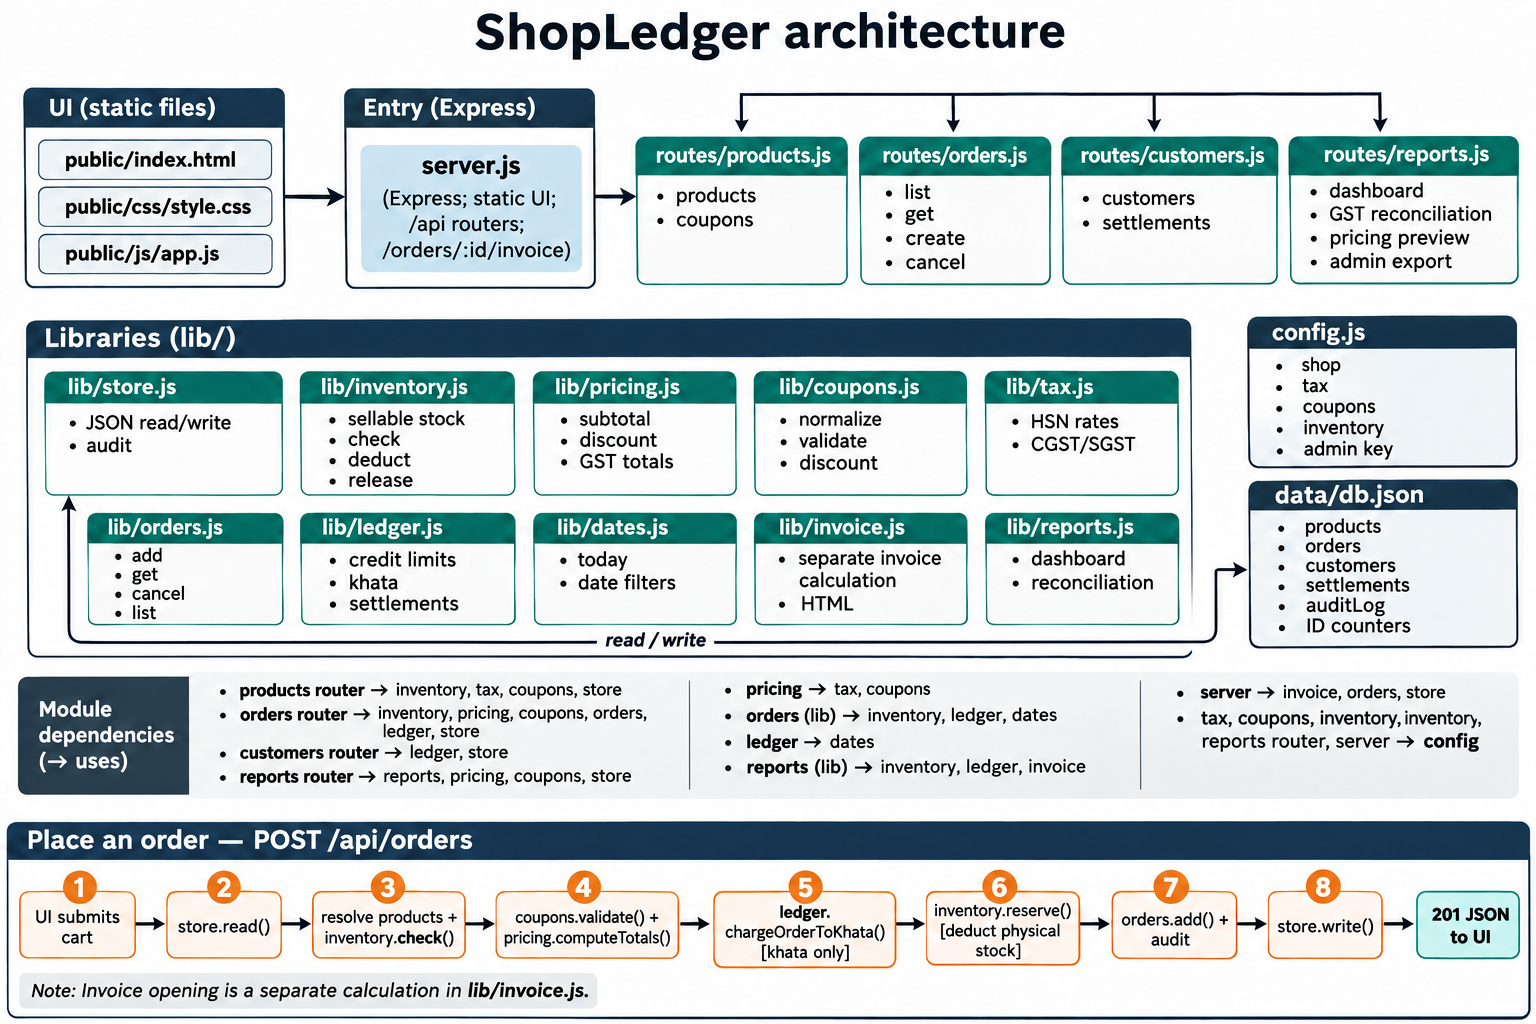 ShopLedger architecture
UI (static files)
public/index.html
public/css/style.css
public/js/app.js
Entry (Express)
server.js
(Express; static UI;
/api routers;
/orders/:id/invoice)
routes/products.js
• products
• coupons
routes/orders.js
• list
• get
• create
• cancel
routes/customers.js
• customers
• settlements
routes/reports.js
• dashboard
• GST reconciliation
• pricing preview
• admin export
Libraries (lib/)
lib/store.js
• JSON read/write
• audit
lib/inventory.js
• sellable stock
• check
• deduct
• release
lib/pricing.js
• subtotal
• discount
• GST totals
lib/coupons.js
• normalize
• validate
• discount
lib/tax.js
• HSN rates
• CGST/SGST
lib/orders.js
• add
• get
• cancel
• list
lib/ledger.js
• credit limits
• khata
• settlements
lib/dates.js
• today
• date filters
lib/invoice.js
• separate invoice
calculation
• HTML
lib/reports.js
• dashboard
• reconciliation
read / write
config.js
• shop
• tax
• coupons
• inventory
• admin key
data/db.json
• products
• orders
• customers
• settlements
• auditLog
• ID counters
Module
dependencies
(→ uses)
• products router → inventory, tax, coupons, store
• orders router → inventory, pricing, coupons, orders,
ledger, store
• customers router → ledger, store
• reports router → reports, pricing, coupons, store
• pricing → tax, coupons
• orders (lib) → inventory, ledger, dates
• ledger → dates
• reports (lib) → inventory, ledger, invoice
• server → invoice, orders, store
• tax, coupons, inventory, inventory,
reports router, server → config
Place an order — POST /api/orders
1
UI submits
cart
2
store.read()
3
resolve products +
inventory.check()
4
coupons.validate() +
pricing.computeTotals()
5
ledger.
chargeOrderToKhata()
[khata only]
6
inventory.reserve()
[deduct physical
stock]
7
orders.add() +
audit
8
store.write()
201 JSON
to UI
Note: Invoice opening is a separate calculation in lib/invoice.js.